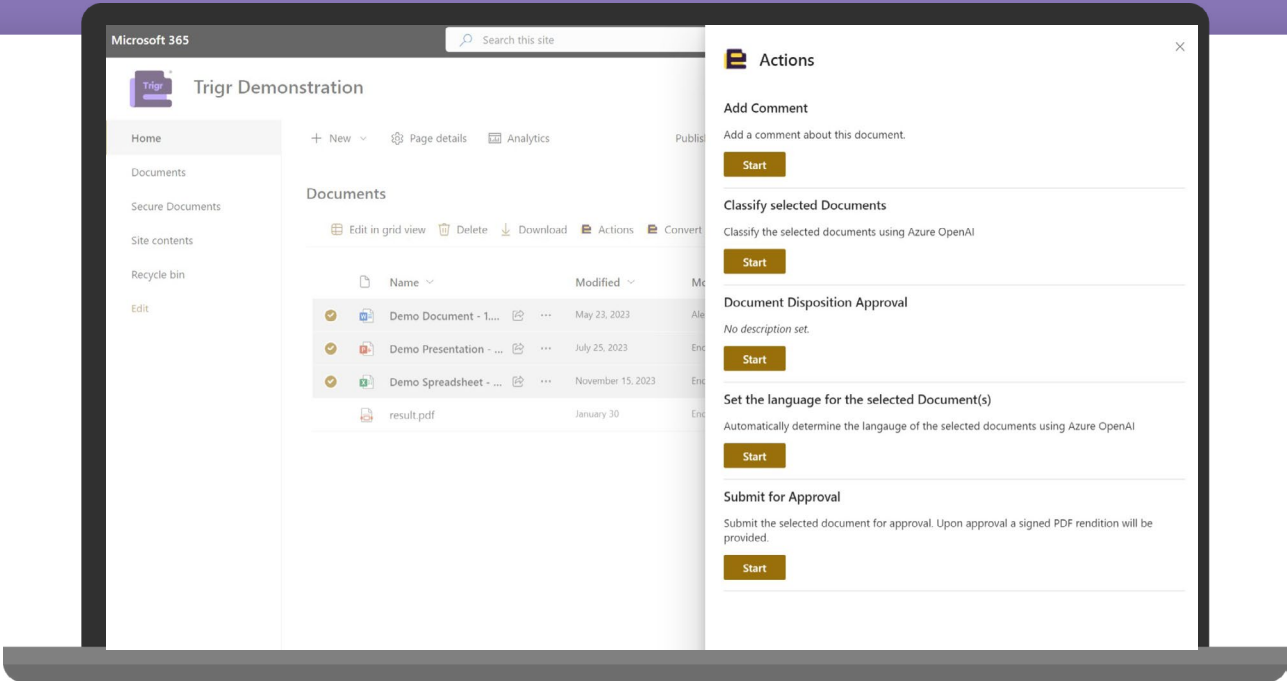 Microsoft 365
Search this site
Trigr
Trigr Demonstration
Home
Documents
Secure Documents
Site contents
Recycle bin
Edit
New
Page details
Analytics
Documents
Edit in grid view
Delete
Download
Actions
Convert
Name
Modified
Demo Document - 1....
May 23, 2023
Demo Presentation - ...
July 25, 2023
Demo Spreadsheet - ...
November 15, 2023
result.pdf
January 30
Actions
Add Comment
Add a comment about this document.
Start
Classify selected Documents
Classify the selected documents using Azure OpenAI
Start
Document Disposition Approval
No description set.
Start
Set the language for the selected Document(s)
Automatically determine the langauge of the selected documents using Azure OpenAI
Start
Submit for Approval
Submit the selected document for approval. Upon approval a signed PDF rendition will be
provided.
Start